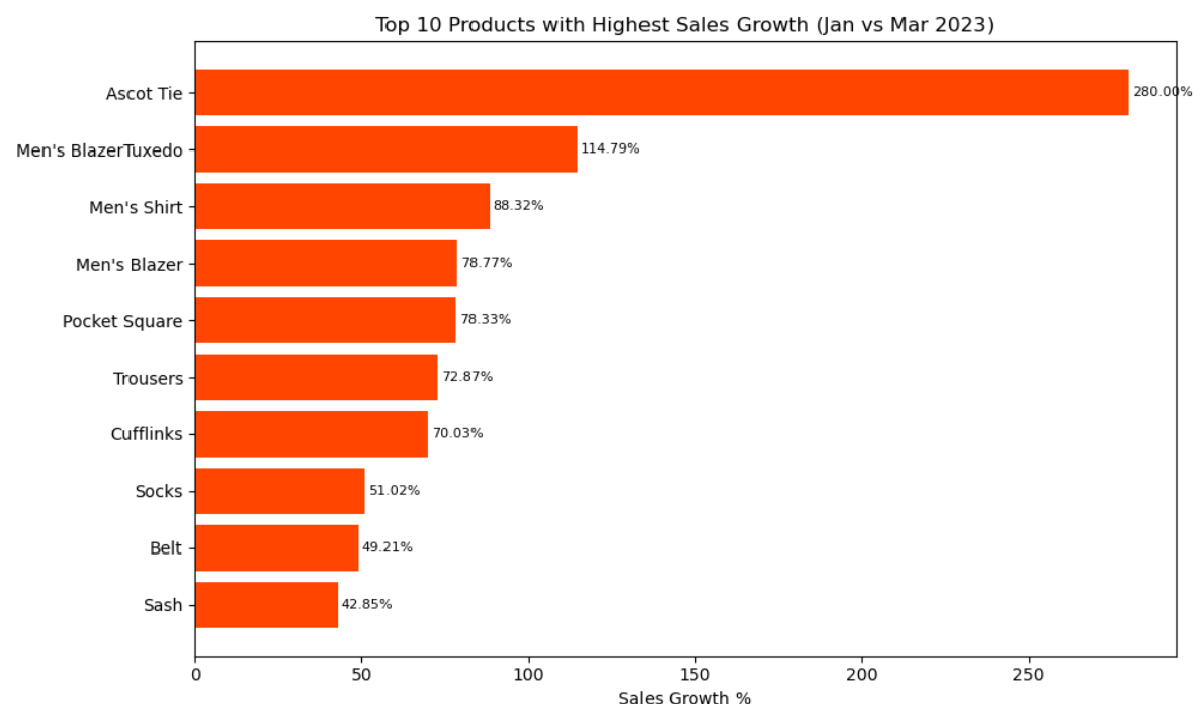 Top 10 Products with Highest Sales Growth (Jan vs Mar 2023)
Ascot Tie 280.00%
Men's BlazerTuxedo 114.79%
Men's Shirt 88.32%
Men's Blazer 78.77%
Pocket Square 78.33%
Trousers 72.87%
Cufflinks 70.03%
Socks 51.02%
Belt 49.21%
Sash 42.85%
0 50 100 150 200 250
Sales Growth %